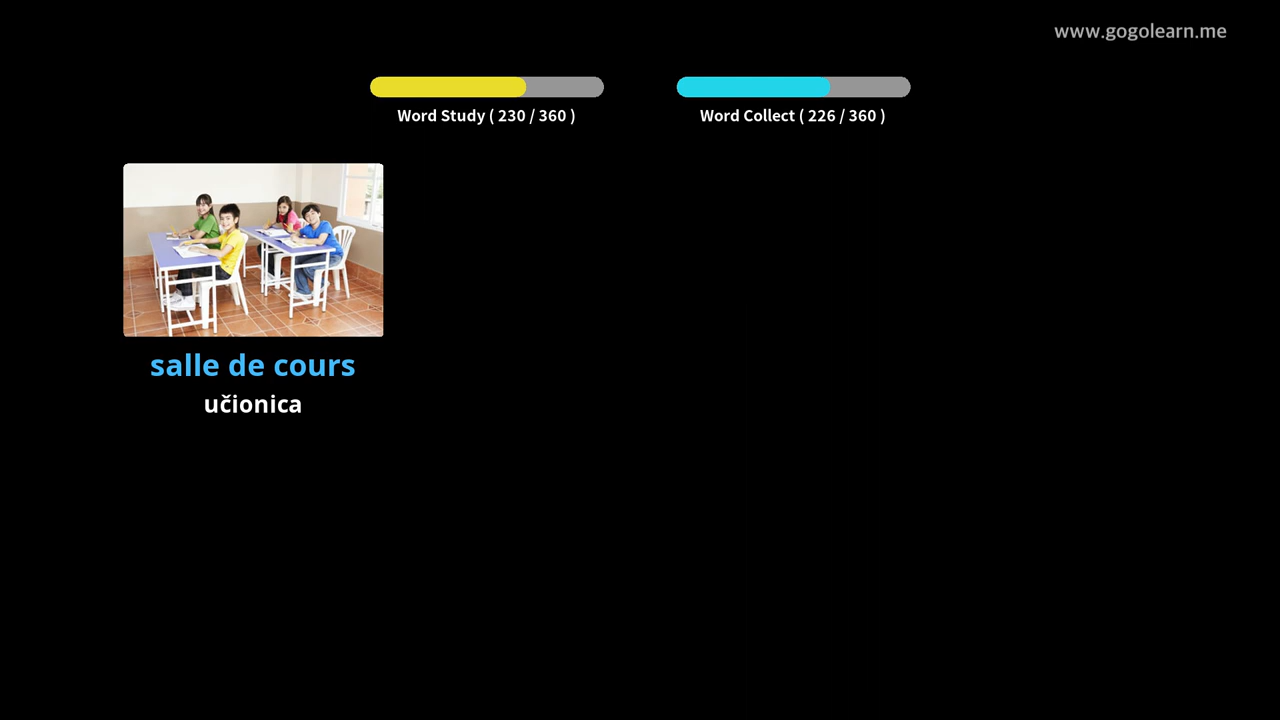 www.gogolearn.me
Word Study ( 230 / 360 )
Word Collect ( 226 / 360 )
salle de cours
učionica